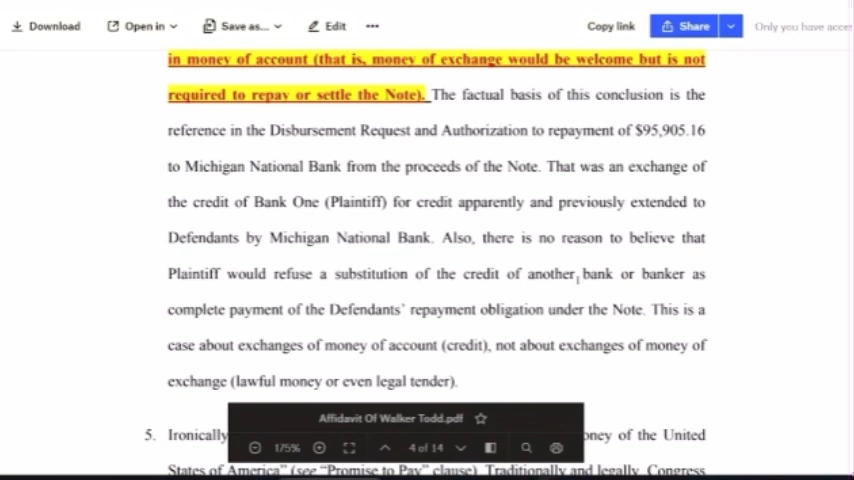 Download Open in Save as... Edit ... Copy link Share Only you have acces
in money of account (that is, money of exchange would be welcome but is not
required to repay or settle the Note). The factual basis of this conclusion is the
reference in the Disbursement Request and Authorization to repayment of $95,905.16
to Michigan National Bank from the proceeds of the Note. That was an exchange of
the credit of Bank One (Plaintiff) for credit apparently and previously extended to
Defendants by Michigan National Bank. Also, there is no reason to believe that
Plaintiff would refuse a substitution of the credit of another bank or banker as
complete payment of the Defendants' repayment obligation under the Note. This is a
case about exchanges of money of account (credit), not about exchanges of money of
exchange (lawful money or even legal tender).
Affidavit Of Walker Todd.pdf
5. Ironically oney of the United
175% 4 of 14
States of America" (see "Promise to Pay" clause). Traditionally and legally, Congress